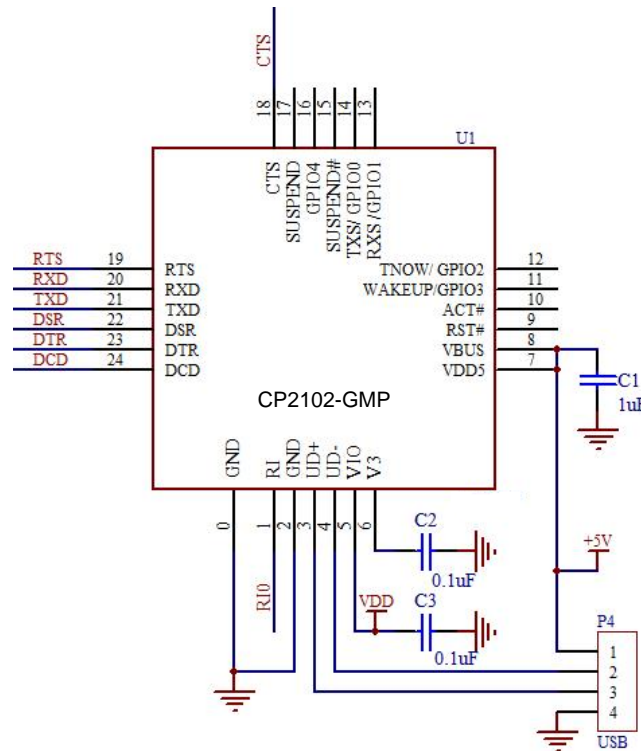 CTS
18
17
16
15
14
13
U1
CTS
SUSPEND
GPIO4
SUSPEND#
TXS/ GPIO0
RXS /GPIO1
RTS 19 RTS
RXD 20 RXD
TXD 21 TXD
DSR 22 DSR
DTR 23 DTR
DCD 24 DCD
TNOW/ GPIO2 12
WAKEUP/GPIO3 11
ACT# 10
RST# 9
VBUS 8
VDD5 7
C1
1uF
CP2102-GMP
GND
RI
GND
UD+
UD-
VIO
V3
0
1
2
3
4
5
6
C2
0.1uF
+5V
RI0
VDD
C3
0.1uF
P4
1
2
3
4
USB